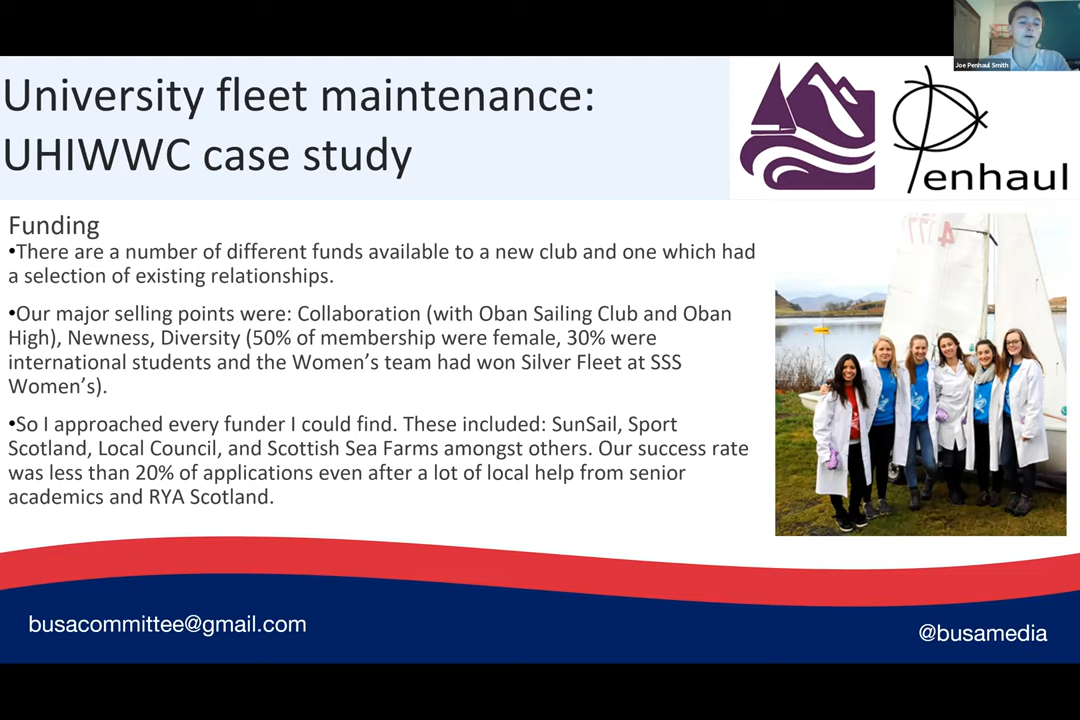 Joe Penhaul Smith
University fleet maintenance:
UHIWWC case study
enhaul
Funding
•There are a number of different funds available to a new club and one which had
a selection of existing relationships.
•Our major selling points were: Collaboration (with Oban Sailing Club and Oban
High), Newness, Diversity (50% of membership were female, 30% were
international students and the Women’s team had won Silver Fleet at SSS
Women’s).
•So I approached every funder I could find. These included: SunSail, Sport
Scotland, Local Council, and Scottish Sea Farms amongst others. Our success rate
was less than 20% of applications even after a lot of local help from senior
academics and RYA Scotland.
busacommittee@gmail.com
@busamedia